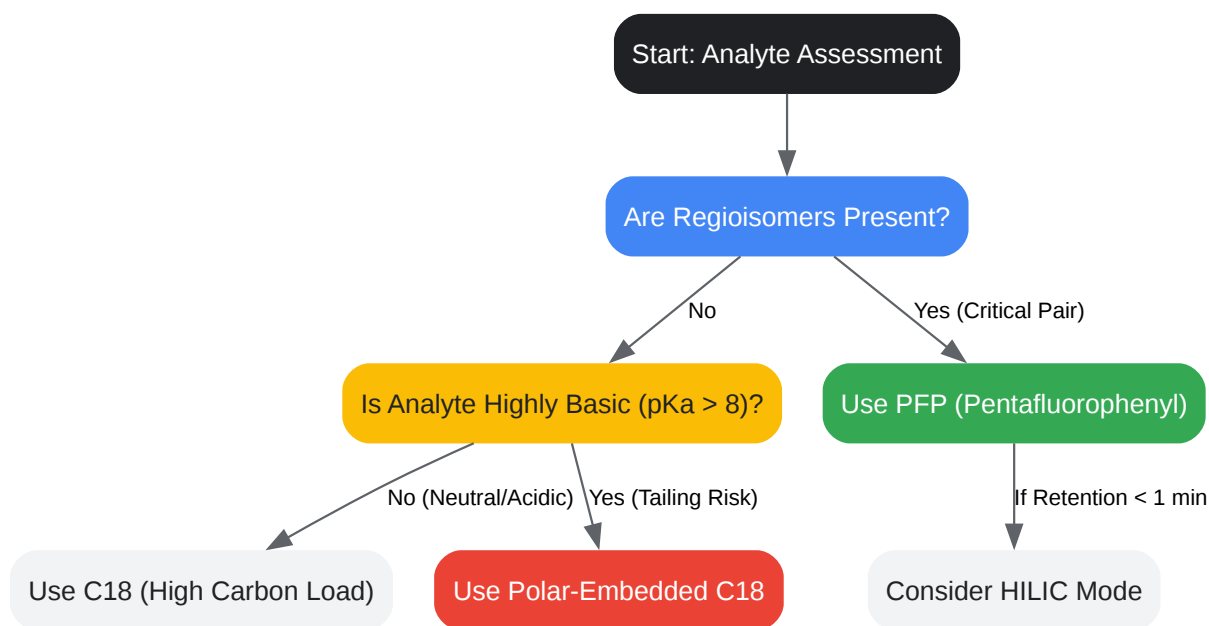 Start: Analyte Assessment
Are Regioisomers Present?
No
Yes (Critical Pair)
Is Analyte Highly Basic (pKa > 8)?
Use PFP (Pentafluorophenyl)
No (Neutral/Acidic)
Yes (Tailing Risk)
If Retention < 1 min
Use C18 (High Carbon Load)
Use Polar-Embedded C18
Consider HILIC Mode